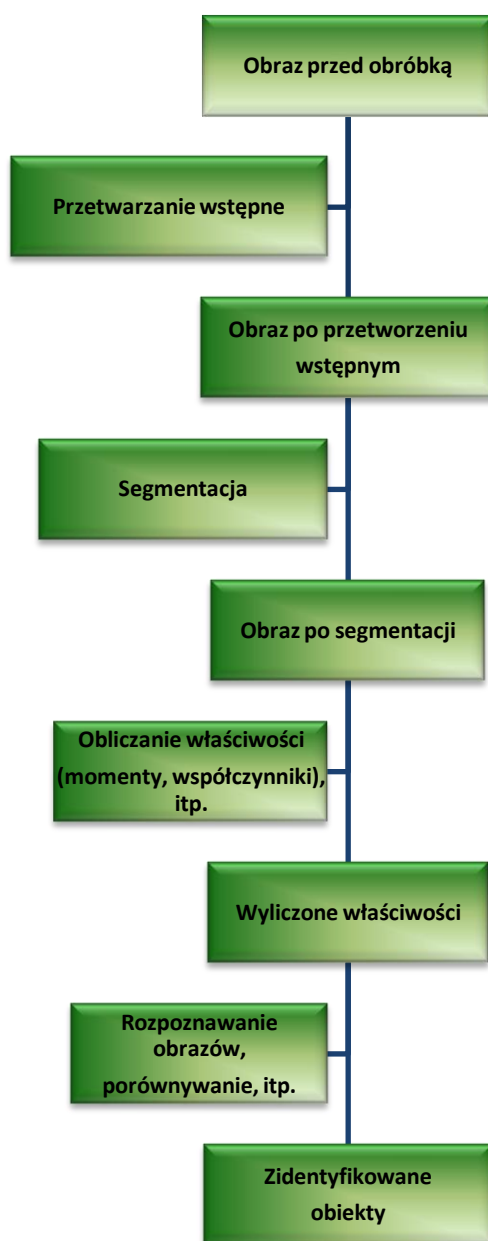 Obraz przed obróbką
Przetwarzanie wstępne
Obraz po przetworzeniu
wstępnym
Segmentacja
Obraz po segmentacji
Obliczanie właściwości
(momenty, współczynniki),
itp.
Wyliczone właściwości
Rozpoznawanie
obrazów,
porównywanie, itp.
Zidentyfikowane
obiekty